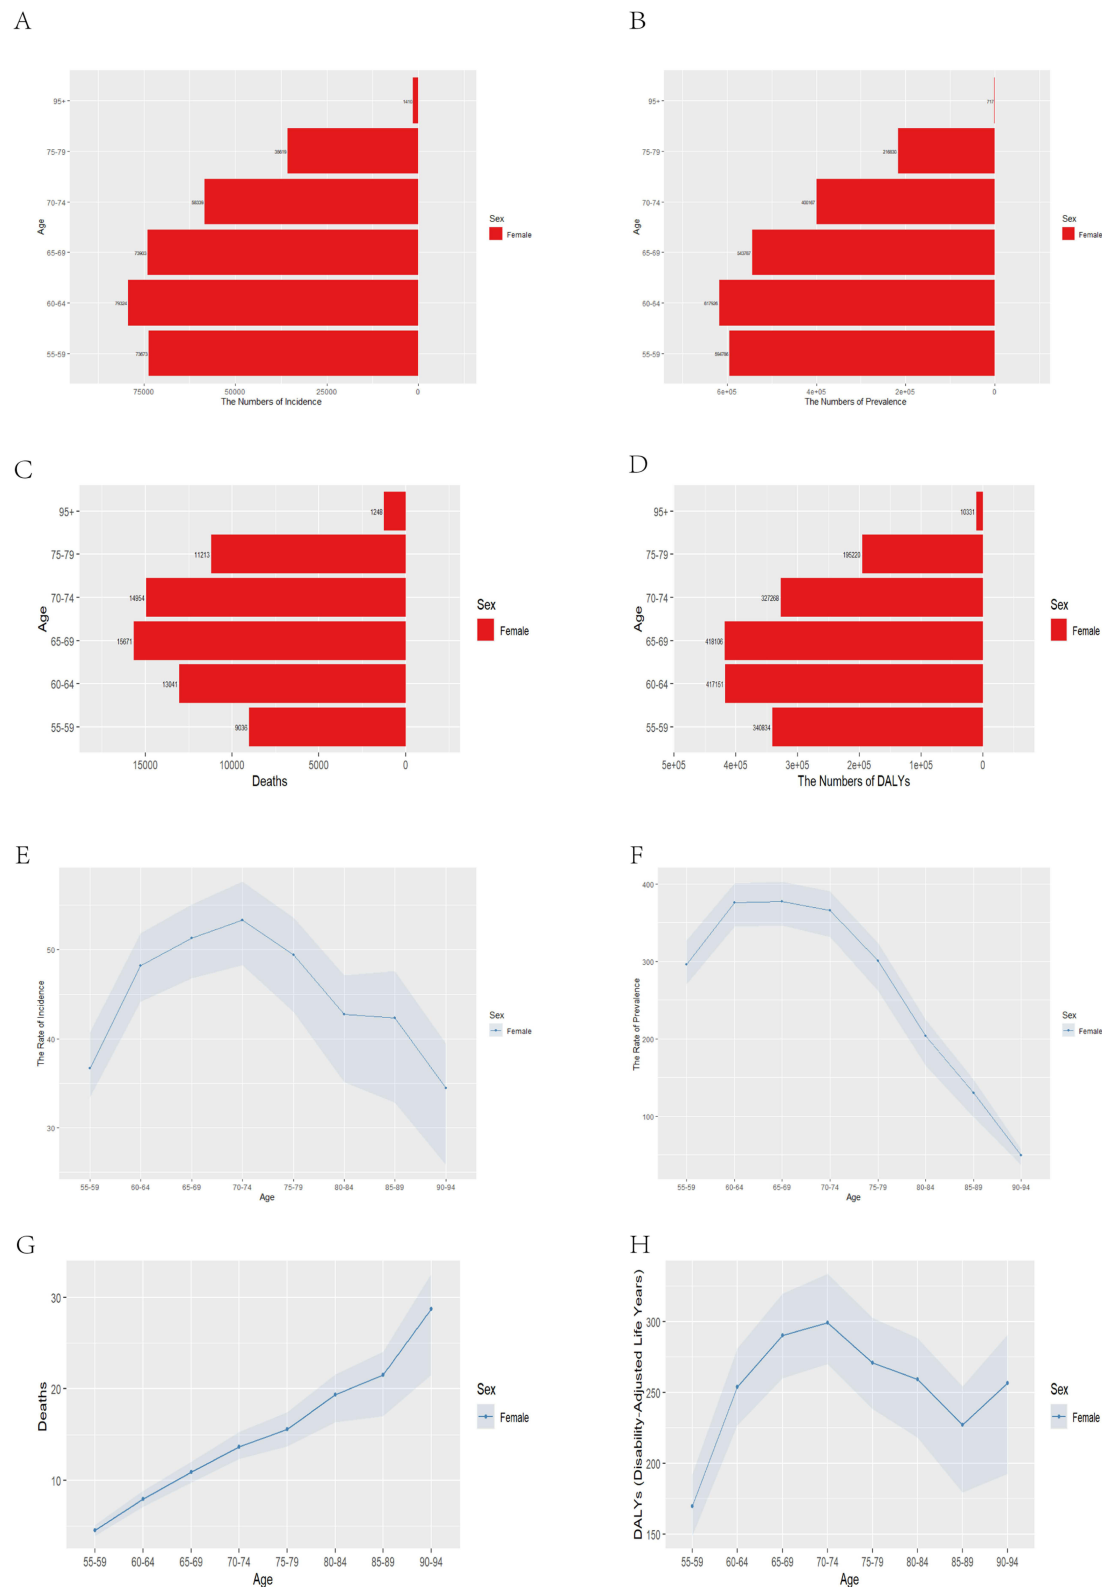 A
95+
75-79
70-74
65-69
60-64
55-59
Age
75000 50000 25000 0
The Numbers of Incidence
Sex
Female
B
95+
717
75-79
70-74
65-69
60-64
55-59
Age
6e+05 4e+05 2e+05 0
The Numbers of Prevalence
Sex
Female
C
95+ 1248
75-79 11213
70-74 14954
65-69 15671
60-64 13041
55-59 9036
Age
15000 10000 5000 0
Deaths
Sex
Female
D
95+ 10331
75-79 195220
70-74 327268
65-69 418106
60-64 417151
55-59 340834
Age
5e+05 4e+05 3e+05 2e+05 1e+05 0
The Numbers of DALYs
Sex
Female
E
50
40
30
The Rate of Incidence
55-59 60-64 65-69 70-74 75-79 80-84 85-89 90-94
Age
Sex
Female
F
400
300
200
100
The Rate of Prevalence
55-59 60-64 65-69 70-74 75-79 80-84 85-89 90-94
Age
Sex
Female
G
30
20
10
Deaths
55-59 60-64 65-69 70-74 75-79 80-84 85-89 90-94
Age
Sex
Female
H
300
250
200
150
DALYs (Disability-Adjusted Life Years)
55-59 60-64 65-69 70-74 75-79 80-84 85-89 90-94
Age
Sex
Female